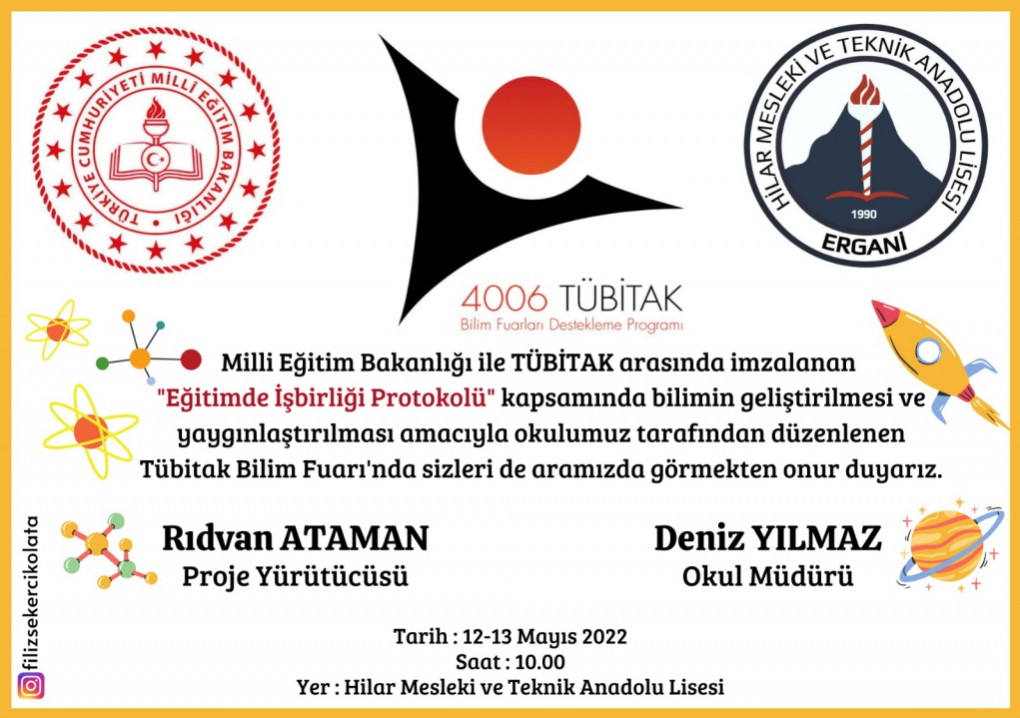 TÜRKİYE CUMHURİYETİ MİLLÎ EĞİTİM BAKANLIĞI
T.C.
HİLAR MESLEKİ VE TEKNİK ANADOLU LİSESİ
1990
ERGANİ
4006 TÜBİTAK
Bilim Fuarları Destekleme Programı
Milli Eğitim Bakanlığı ile TÜBİTAK arasında imzalanan
"Eğitimde İşbirliği Protokolü" kapsamında bilimin geliştirilmesi ve
yaygınlaştırılması amacıyla okulumuz tarafından düzenlenen
Tübitak Bilim Fuarı'nda sizleri de aramızda görmekten onur duyarız.
Rıdvan ATAMAN
Proje Yürütücüsü
Deniz YILMAZ
Okul Müdürü
Tarih : 12-13 Mayıs 2022
Saat : 10.00
Yer : Hilar Mesleki ve Teknik Anadolu Lisesi
filizsekercikolata